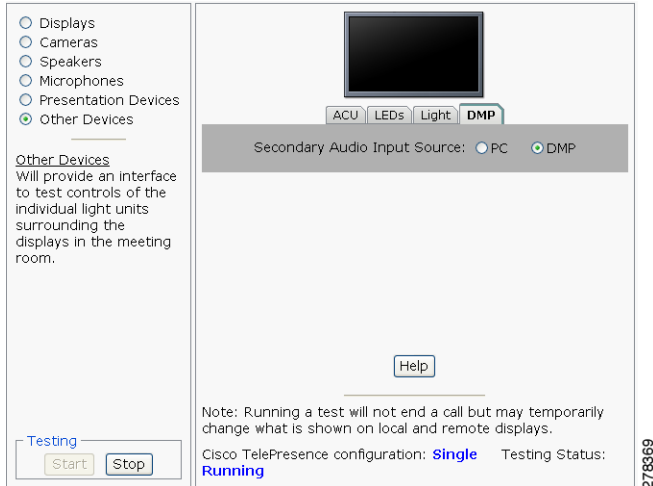 Displays
Cameras
Speakers
Microphones
Presentation Devices
Other Devices
Other Devices
Will provide an interface
to test controls of the
individual light units
surrounding the
displays in the meeting
room.
Testing
Start Stop
ACU LEDs Light DMP
Secondary Audio Input Source: PC DMP
Help
Note: Running a test will not end a call but may temporarily
change what is shown on local and remote displays.
Cisco TelePresence configuration: Single Testing Status:
Running
278369